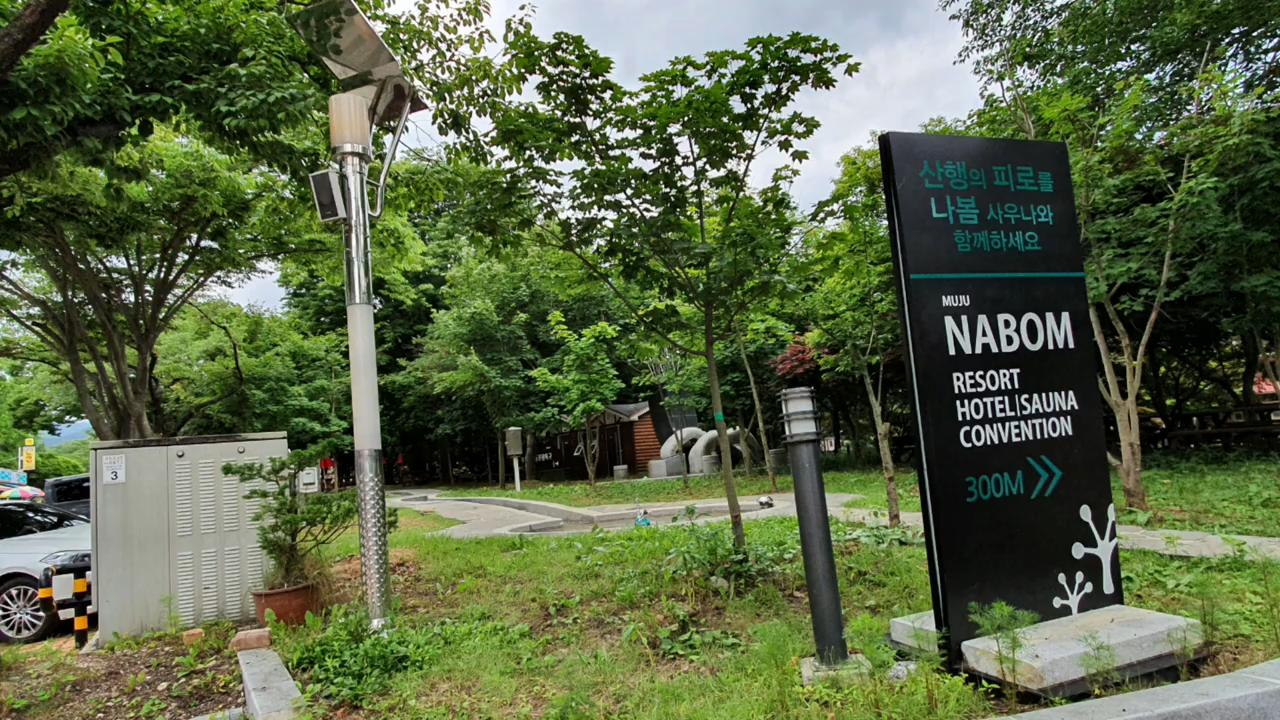 산행의 피로를
나봄 사우나와
함께하세요
MUJU
NABOM
RESORT
HOTEL|SAUNA
CONVENTION
300M
3